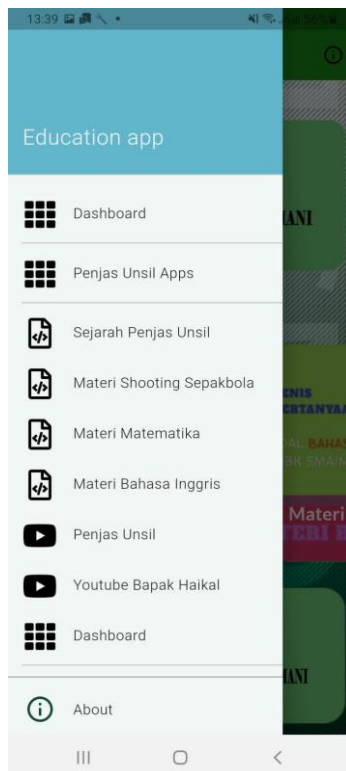 13:39
56%
Education app
Dashboard
Penjas Unsil Apps
Sejarah Penjas Unsil
Materi Shooting Sepakbola
Materi Matematika
Materi Bahasa Inggris
Penjas Unsil
Youtube Bapak Haikal
Dashboard
About
Materi